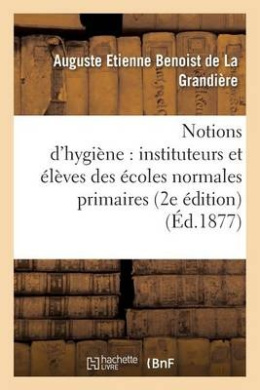 Auguste Etienne Benoist de La
Grandière
Notions
d'hygiène : instituteurs et élèves des écoles normales
primaires (2e édition)
(Éd.1877)
hachette
LIVRE
{BnF